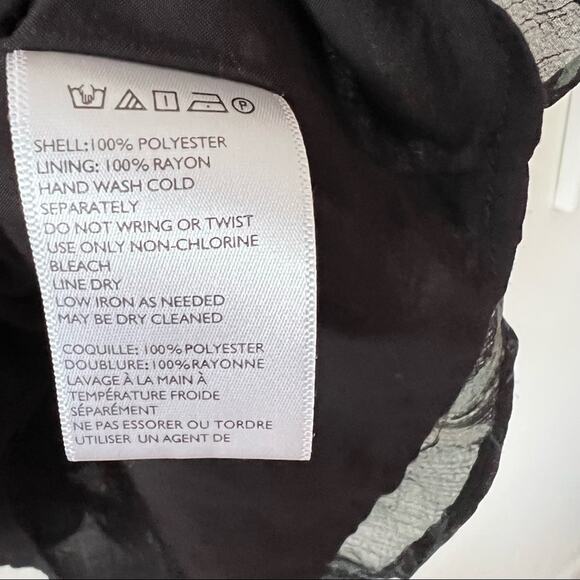 P
SHELL:100% POLYESTER
LINING: 100% RAYON
HAND WASH COLD
SEPARATELY
DO NOT WRING OR TWIST
USE ONLY NON-CHLORINE
BLEACH
LINE DRY
LOW IRON AS NEEDED
MAY BE DRY CLEANED
COQUILLE: 100% POLYESTER
DOUBLURE:100%RAYONNE
LAVAGE À LA MAIN À
TEMPÉRATURE FROIDE
SÉPARÉMENT
NE PAS ESSORER OU TORDRE
UTILISER UN AGENT DE